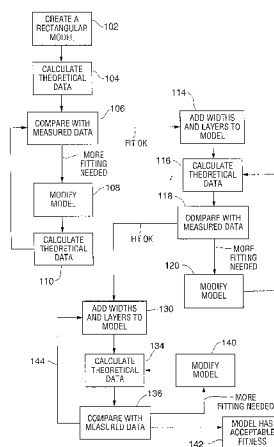 CREATE A
RECTANGULAR
MODEL
102
CALCULATE
THEORETICAL
DATA
104
106
COMPARE WITH
MEASURED DATA
FIT OK
MORE
FITTING
NEEDED
108
MODIFY
MODEL
CALCULATE
THEORETICAL
DATA
110
114
ADD WIDTHS
AND LAYERS TO
MODEL
116
CALCULATE
THEORETICAL
DATA
118
COMPARE WITH
MEASURED DATA
FIT OK
MORE
FITTING
NEEDED
120
MODIFY
MODEL
ADD WIDTHS
AND LAYERS TO
MODEL
130
144
CALCULATE
THEORETICAL
DATA
134
136
COMPARE WITH
MEASURED DATA
140
MODIFY
MODEL
MORE
FITTING NEEDED
MODEL HAS
ACCEPTABLE
FITNESS
142